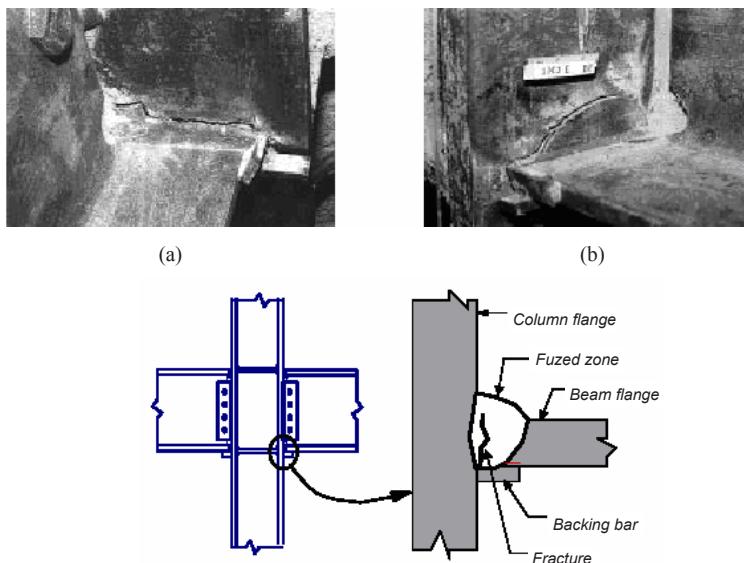 (a)
(b)
Column flange
Fuzed zone
Beam flange
Backing bar
Fracture